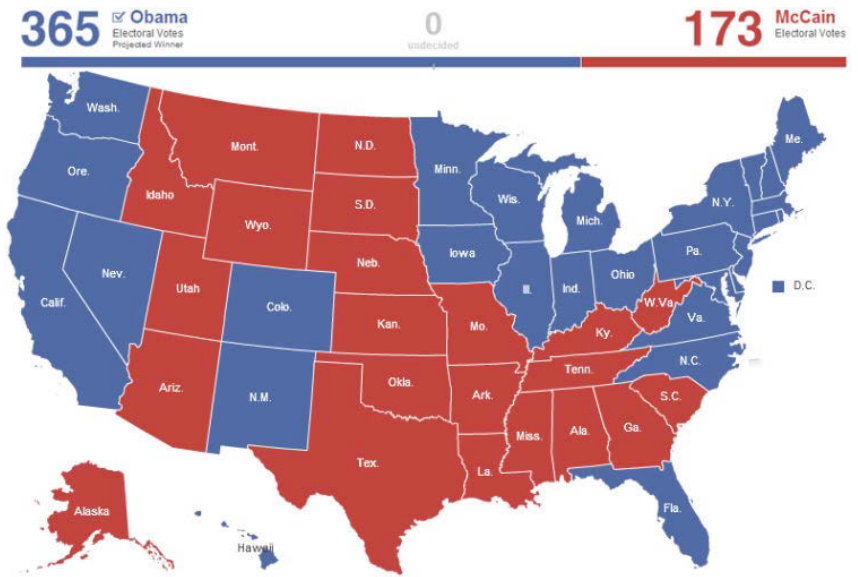 365
Obama
Electoral Votes
Projected Winner
0
undecided
173
McCain
Electoral Votes
Wash.
Mont.
N.D.
Minn.
Me.
Ore.
Idaho
S.D.
Wis.
Mich.
N.Y.
Wyo.
Iowa
Pa.
Neb.
Nev.
Utah
Colo.
Ill.
Ind.
Ohio
D.C.
Calif.
W.Va
Va.
Kan.
Mo.
Ky.
N.C.
Ariz.
N.M.
Okla.
Ark.
Tenn.
S.C.
Miss.
Ala.
Ga.
Tex.
La.
Fla.
Alaska
Hawaii